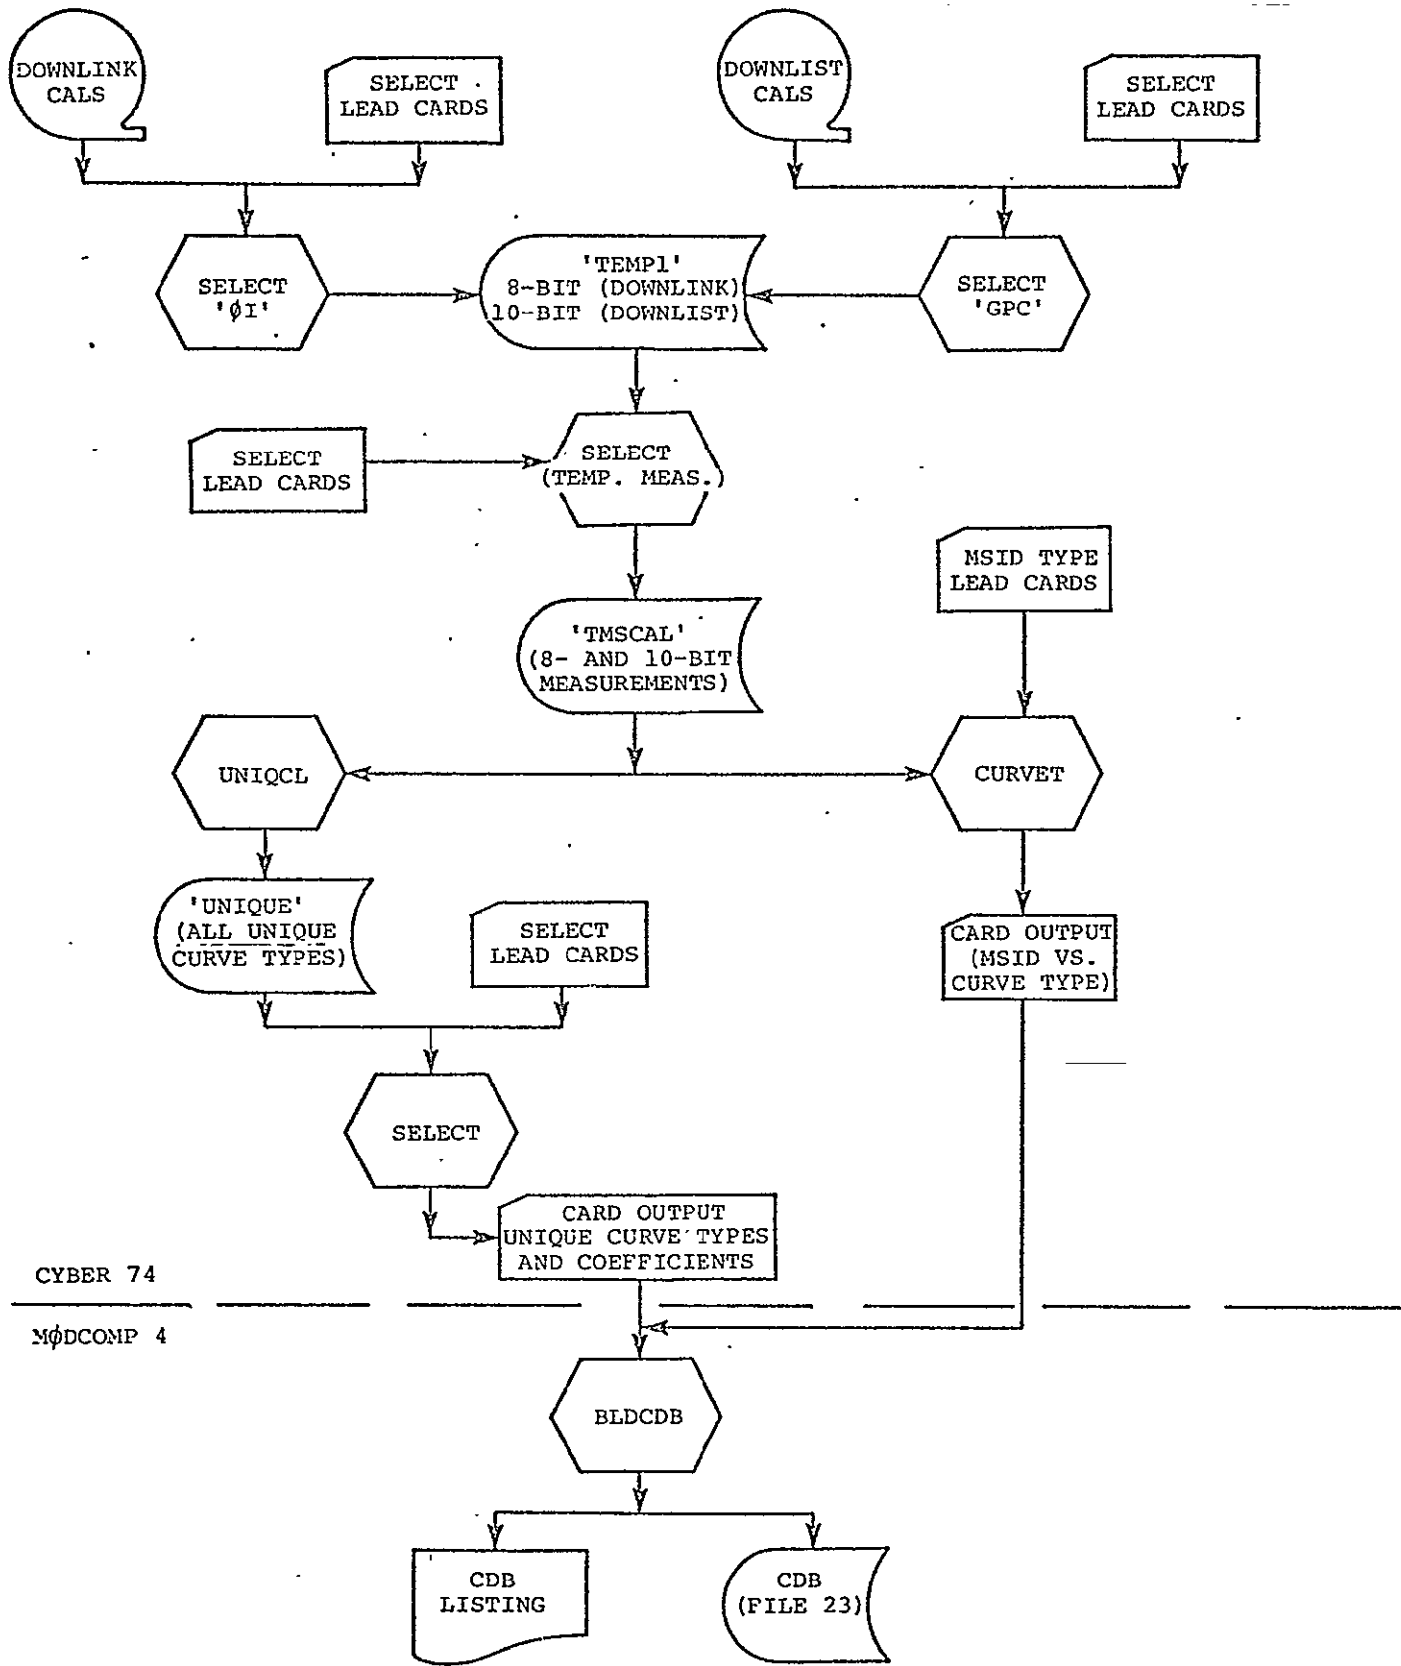 DOWNLINK
CALS
SELECT
LEAD CARDS
DOWNLIST
CALS
SELECT
LEAD CARDS
SELECT
'ØI'
'TEMP1'
8-BIT (DOWNLINK)
10-BIT (DOWNLIST)
SELECT
'GPC'
SELECT
LEAD CARDS
SELECT
(TEMP. MEAS.)
MSID TYPE
LEAD CARDS
'TMSCAL'
(8- AND 10-BIT
MEASUREMENTS)
UNIQCL
CURVET
'UNIQUE'
(ALL UNIQUE
CURVE TYPES)
SELECT
LEAD CARDS
CARD OUTPUT
(MSID VS.
CURVE TYPE)
SELECT
CARD OUTPUT
UNIQUE CURVE TYPES
AND COEFFICIENTS
CYBER 74
MØDCOMP 4
BLDCDB
CDB
LISTING
CDB
(FILE 23)